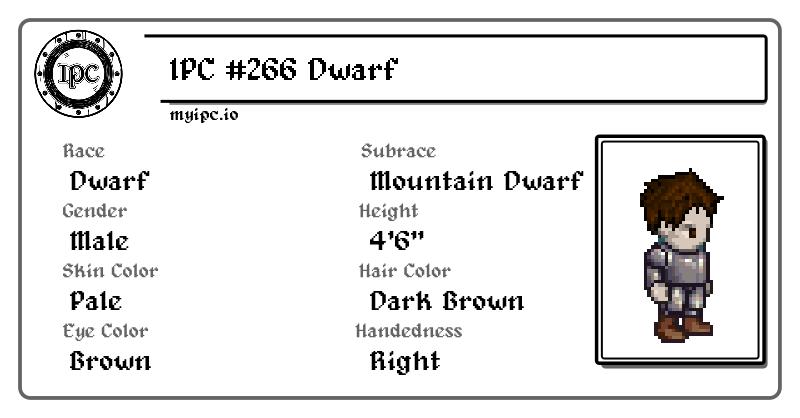 IPC
IPC #266 Dwarf
myipc.io
Race
Dwarf
Subrace
Mountain Dwarf
Gender
Male
Height
4'6"
Skin Color
Pale
Hair Color
Dark Brown
Eye Color
Brown
Handedness
Right